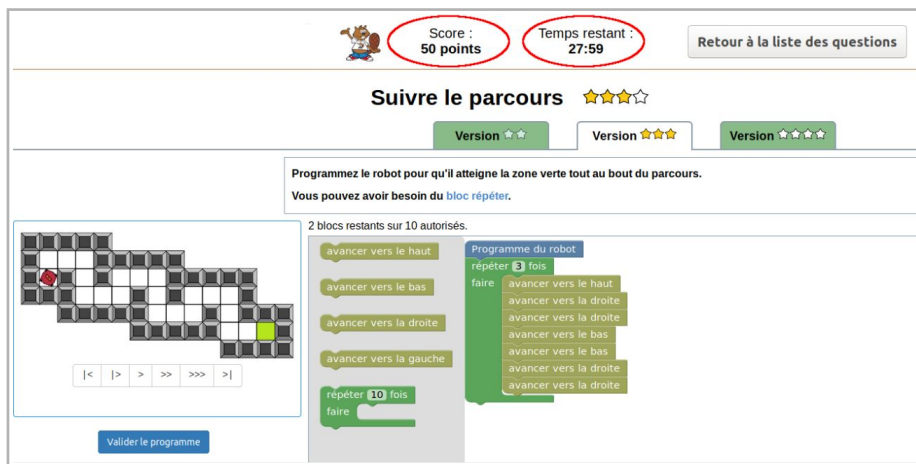 Score :
50 points
Temps restant :
27:59
Retour à la liste des questions
Suivre le parcours
Version
Version
Version
Programmez le robot pour qu'il atteigne la zone verte tout au bout du parcours.
Vous pouvez avoir besoin du bloc répéter.
2 blocs restants sur 10 autorisés.
avancer vers le haut
avancer vers le bas
avancer vers la droite
avancer vers la gauche
répéter 10 fois
faire
Programme du robot
répéter 3 fois
faire avancer vers le haut
avancer vers la droite
avancer vers la droite
avancer vers le bas
avancer vers le bas
avancer vers la droite
avancer vers la droite
|< |> > >> >>> >|
Valider le programme